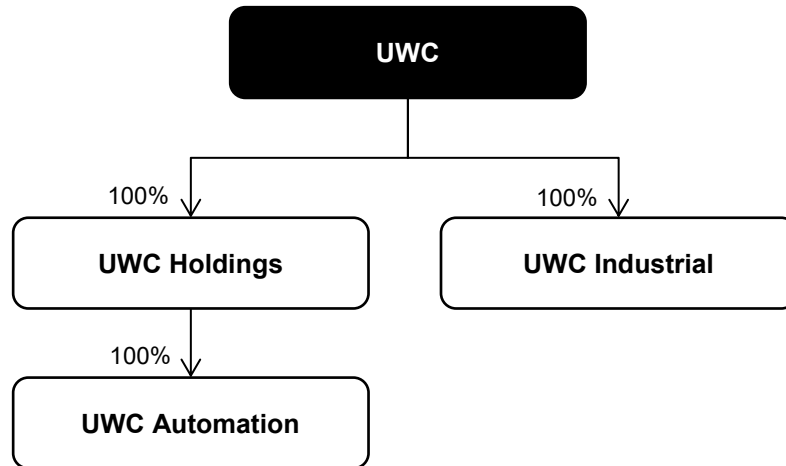 UWC
100%
100%
UWC Holdings
UWC Industrial
100%
UWC Automation